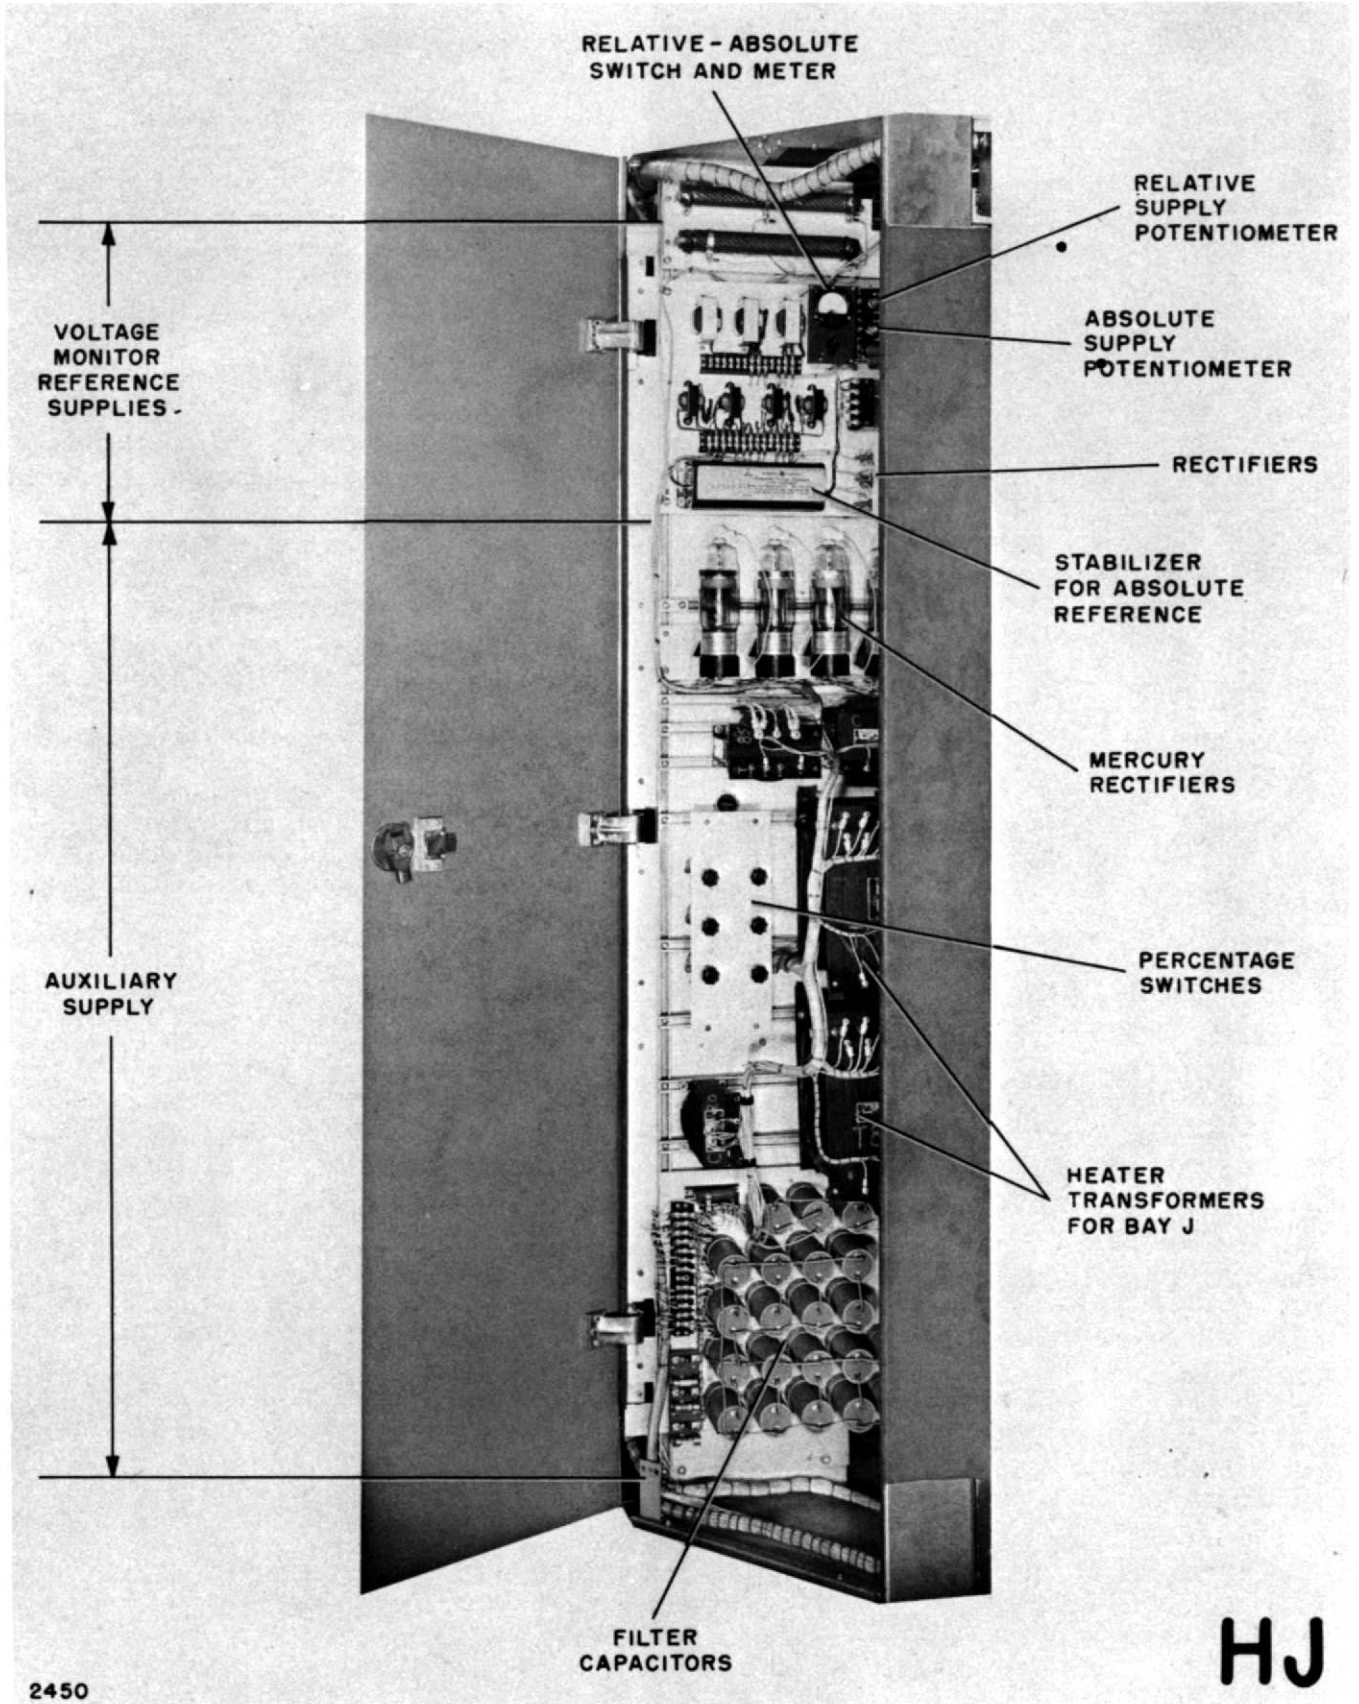 RELATIVE-ABSOLUTE
SWITCH AND METER
RELATIVE
SUPPLY
POTENTIOMETER
ABSOLUTE
SUPPLY
POTENTIOMETER
VOLTAGE
MONITOR
REFERENCE
SUPPLIES
RECTIFIERS
STABILIZER
FOR ABSOLUTE
REFERENCE
MERCURY
RECTIFIERS
PERCENTAGE
SWITCHES
AUXILIARY
SUPPLY
HEATER
TRANSFORMERS
FOR BAY J
FILTER
CAPACITORS
HJ
2450